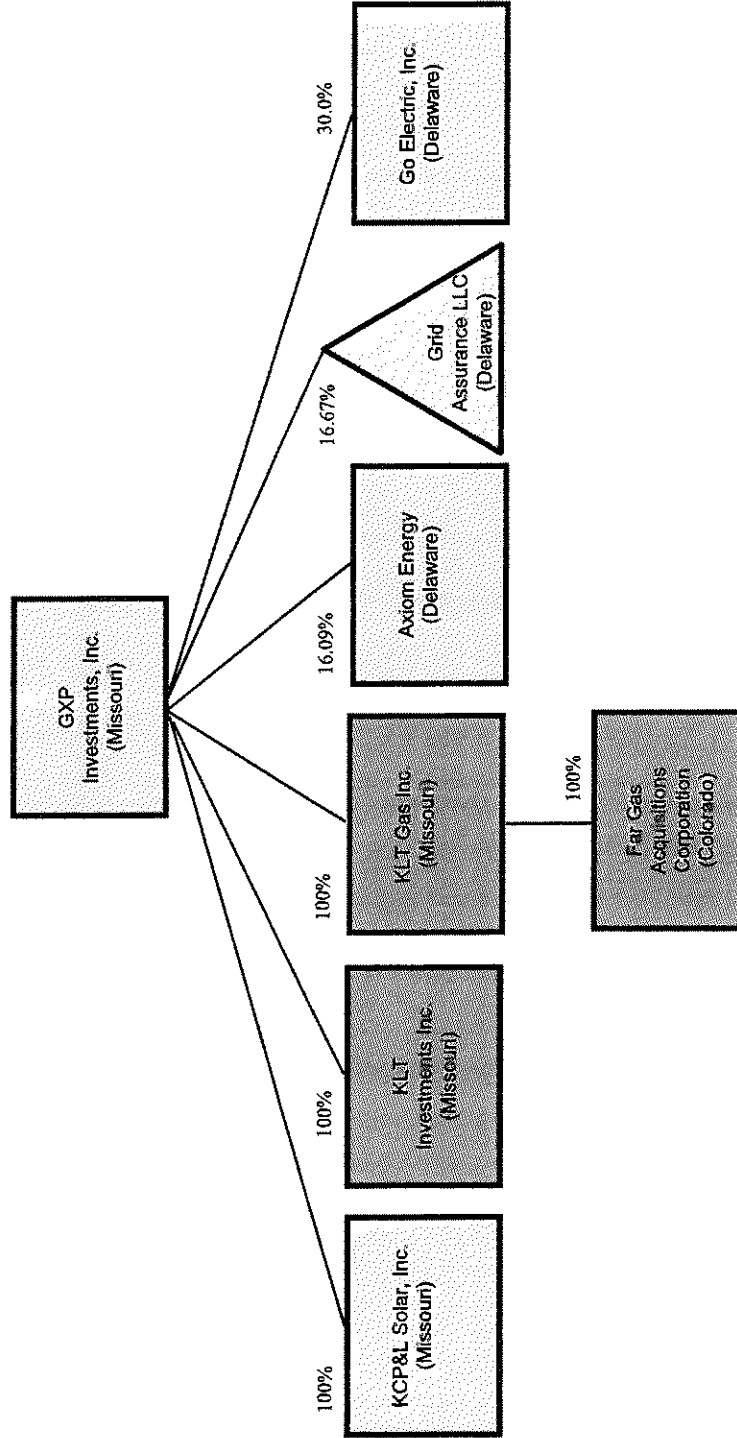 GXP
Investments, Inc.
(Missouri)
100%
KCP&L Solar, Inc.
(Missouri)
100%
KLT
Investments Inc.
(Missouri)
100%
KLT Gas Inc.
(Missouri)
16.09%
Axiom Energy
(Delaware)
16.67%
Grid
Assurance LLC
(Delaware)
30.0%
Go Electric, Inc.
(Delaware)
100%
Far Gas
Acquisitions
Corporation
(Colorado)